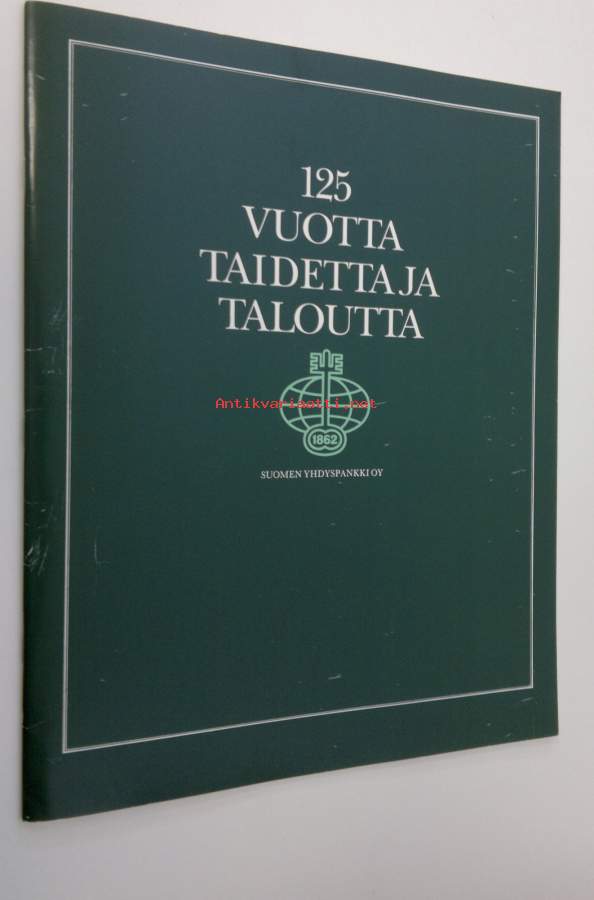 125
VUOTTA
TAIDETTA JA
TALOUTTA
Antikvariaatti.net
1862
SUOMEN YHDYSPANKKI OY